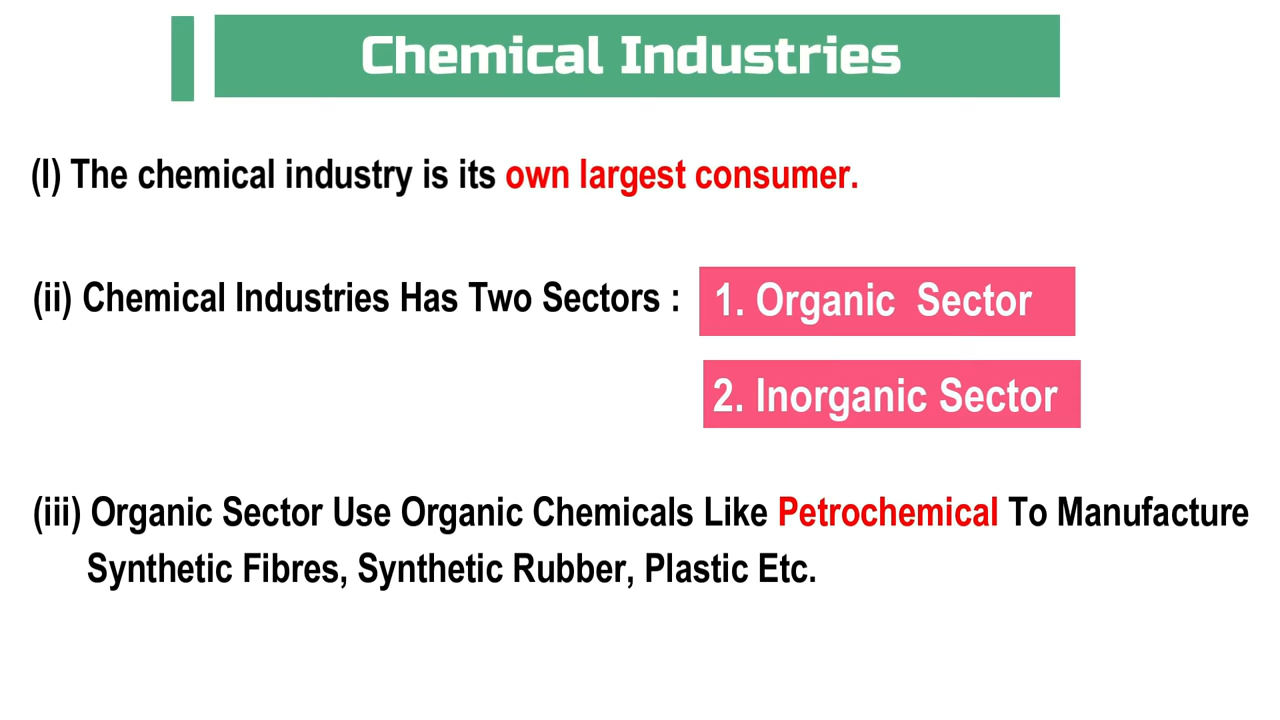 Chemical Industries
(I) The chemical industry is its own largest consumer.
(ii) Chemical Industries Has Two Sectors : 1. Organic Sector
2. Inorganic Sector
(iii) Organic Sector Use Organic Chemicals Like Petrochemical To Manufacture
Synthetic Fibres, Synthetic Rubber, Plastic Etc.